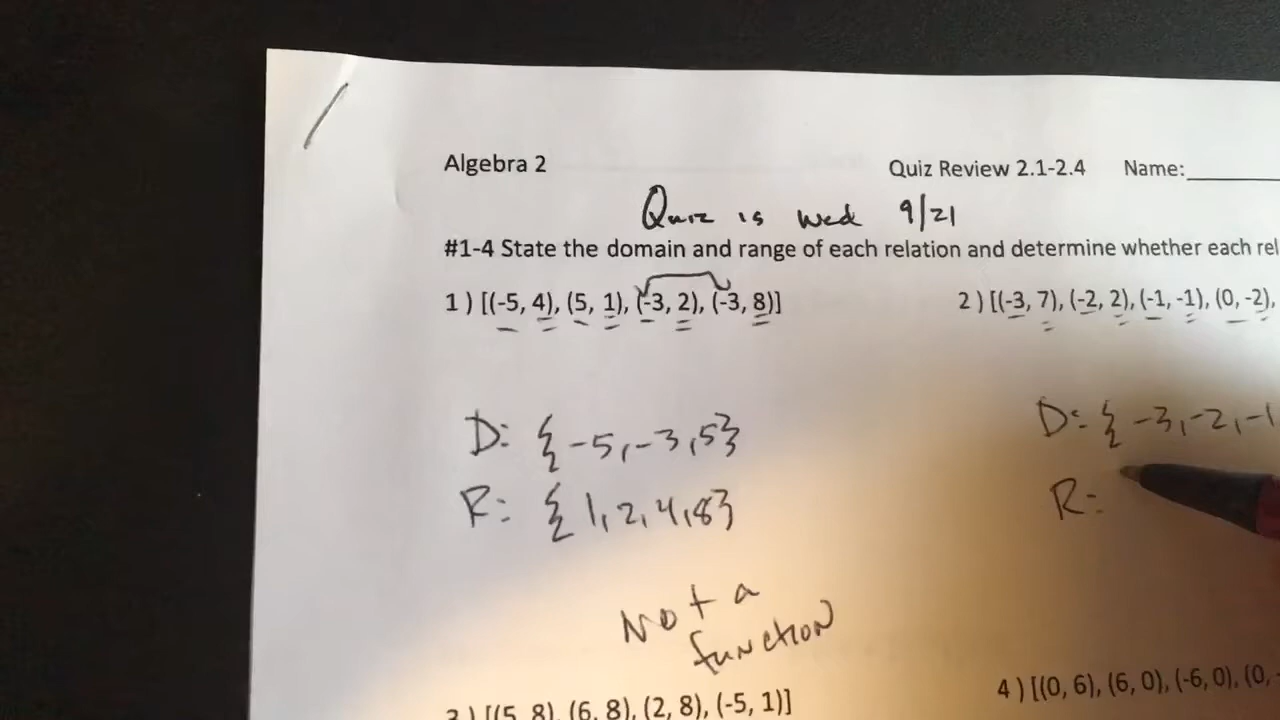 Algebra 2 Quiz Review 2.1-2.4 Name:
Quiz is Wed 9/21
#1-4 State the domain and range of each relation and determine whether each rel
1 ) [(-5, 4), (5, 1), (-3, 2), (-3, 8)] 2 ) [(-3, 7), (-2, 2), (-1, -1), (0, -2),
D: {-5, -3, 5} D: {-3, -2, -1
R: {1, 2, 4, 8} R:
Not a
function
3 ) [(5, 8), (6, 8), (2, 8), (-5, 1)] 4 ) [(0, 6), (6, 0), (-6, 0), (0,